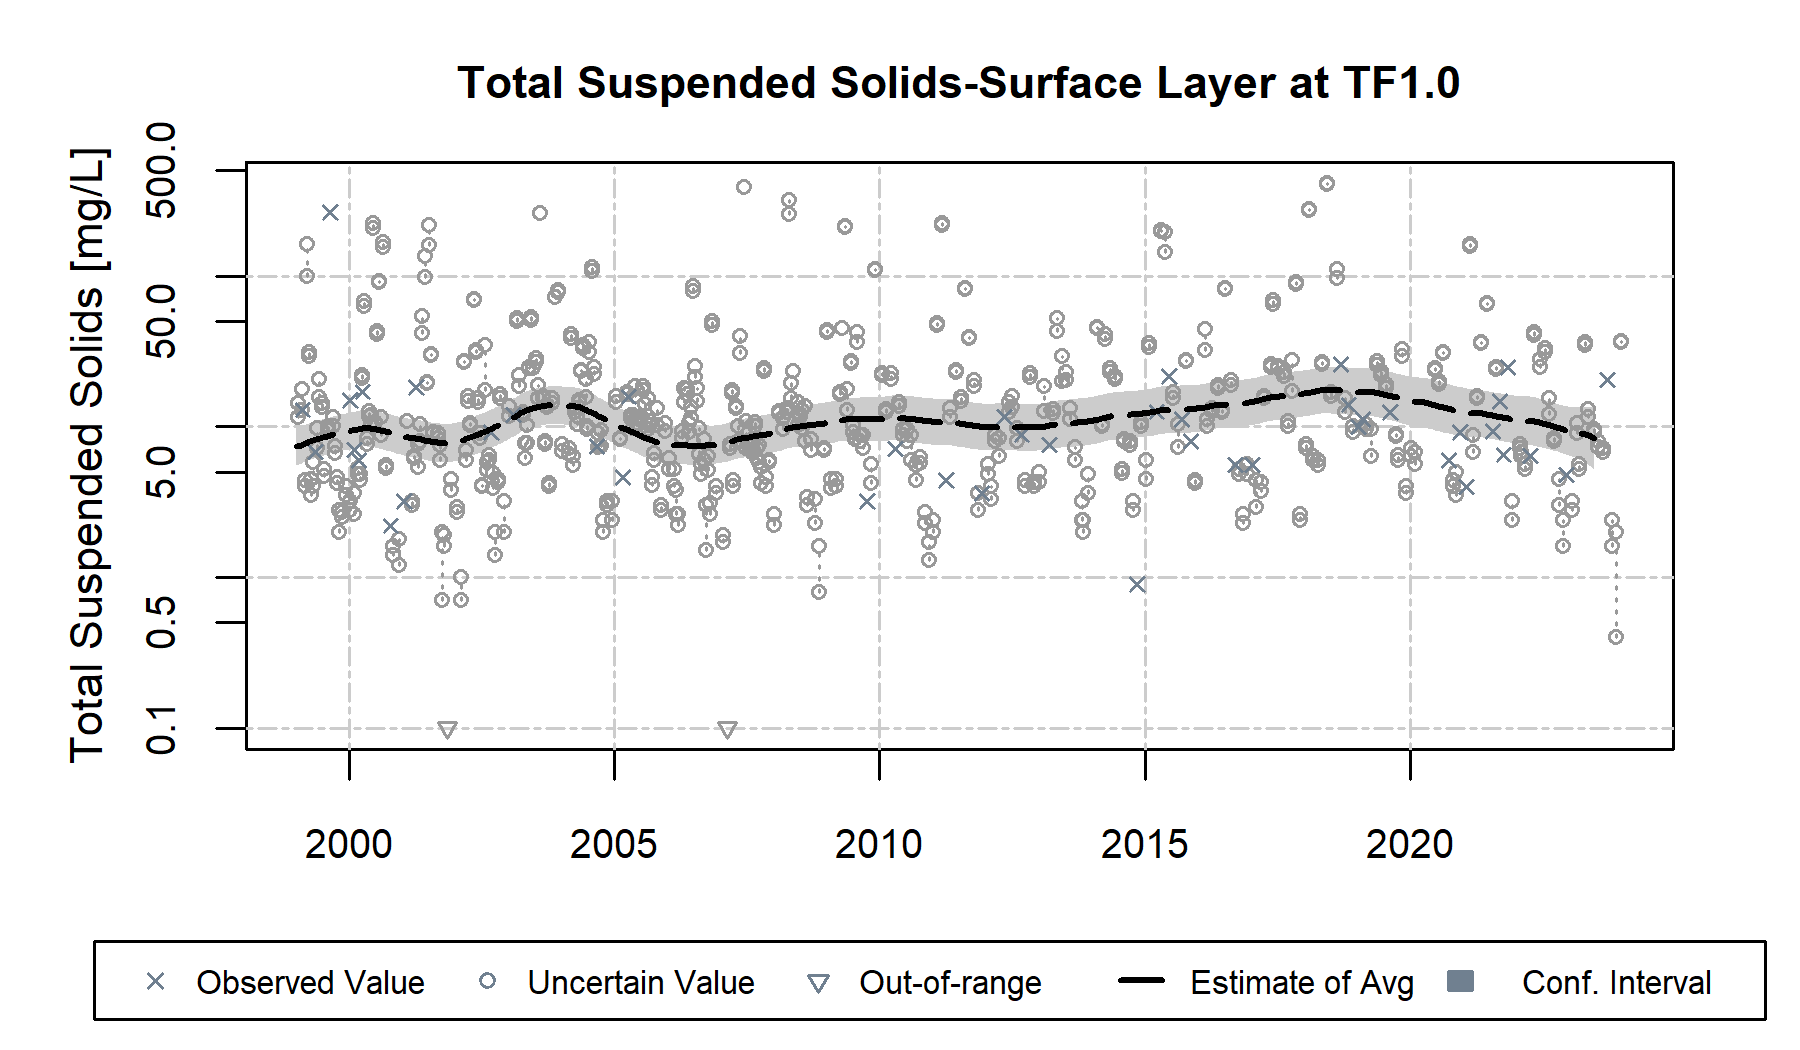 Total Suspended Solids-Surface Layer at TF1.0
Total Suspended Solids [mg/L]
500.0
50.0
5.0
0.5
0.1
2000 2005 2010 2015 2020
Observed Value Uncertain Value Out-of-range Estimate of Avg Conf. Interval